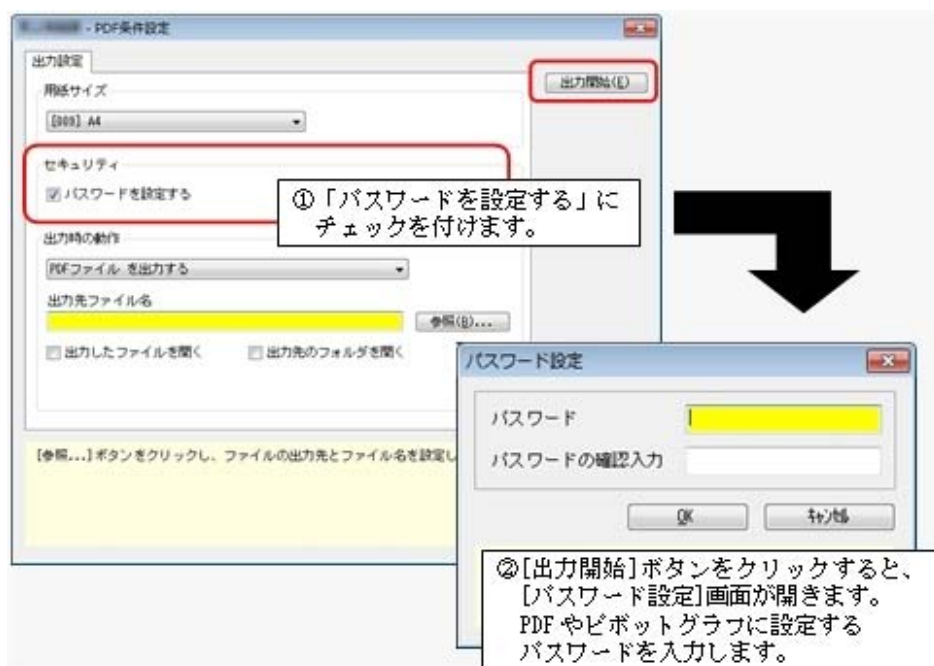 - PDF条件設定
出力設定
出力開始(E)
用紙サイズ
[009] A4
セキュリティ
パスワードを設定する
①「パスワードを設定する」に
チェックを付けます。
出力時の動作
PDFファイル を出力する
出力先ファイル名
参照(B)...
出力したファイルを開く
出力先のフォルダを開く
[参照...]ボタンをクリックし、ファイルの出力先とファイル名を設定し
パスワード設定
パスワード
パスワードの確認入力
OK
キャンセル
②[出力開始]ボタンをクリックすると、
[パスワード設定]画面が開きます。
PDFやピボットグラフに設定する
パスワードを入力します。